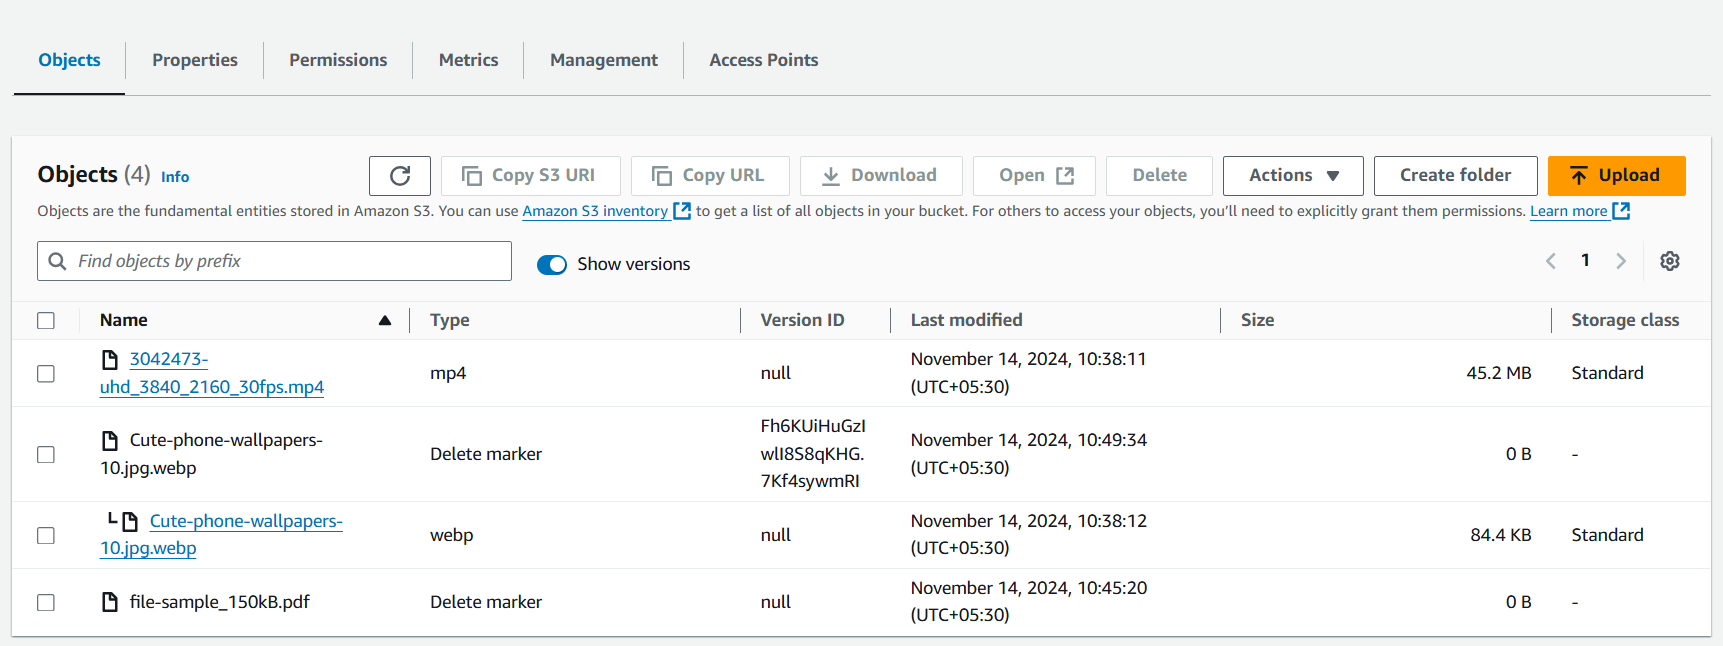 Objects
Properties
Permissions
Metrics
Management
Access Points
Objects (4) Info
Copy S3 URI
Copy URL
Download
Open
Delete
Actions
Create folder
Upload
Objects are the fundamental entities stored in Amazon S3. You can use Amazon S3 inventory to get a list of all objects in your bucket. For others to access your objects, you’ll need to explicitly grant them permissions. Learn more
Find objects by prefix
Show versions
1
Name
Type
Version ID
Last modified
Size
Storage class
3042473-
uhd_3840_2160_30fps.mp4
mp4
null
November 14, 2024, 10:38:11
(UTC+05:30)
45.2 MB
Standard
Cute-phone-wallpapers-
10.jpg.webp
Delete marker
Fh6KUiHuGzI
wlI8S8qKHG.
7Kf4sywmRI
November 14, 2024, 10:49:34
(UTC+05:30)
0 B
-
Cute-phone-wallpapers-
10.jpg.webp
webp
null
November 14, 2024, 10:38:12
(UTC+05:30)
84.4 KB
Standard
file-sample_150kB.pdf
Delete marker
null
November 14, 2024, 10:45:20
(UTC+05:30)
0 B
-